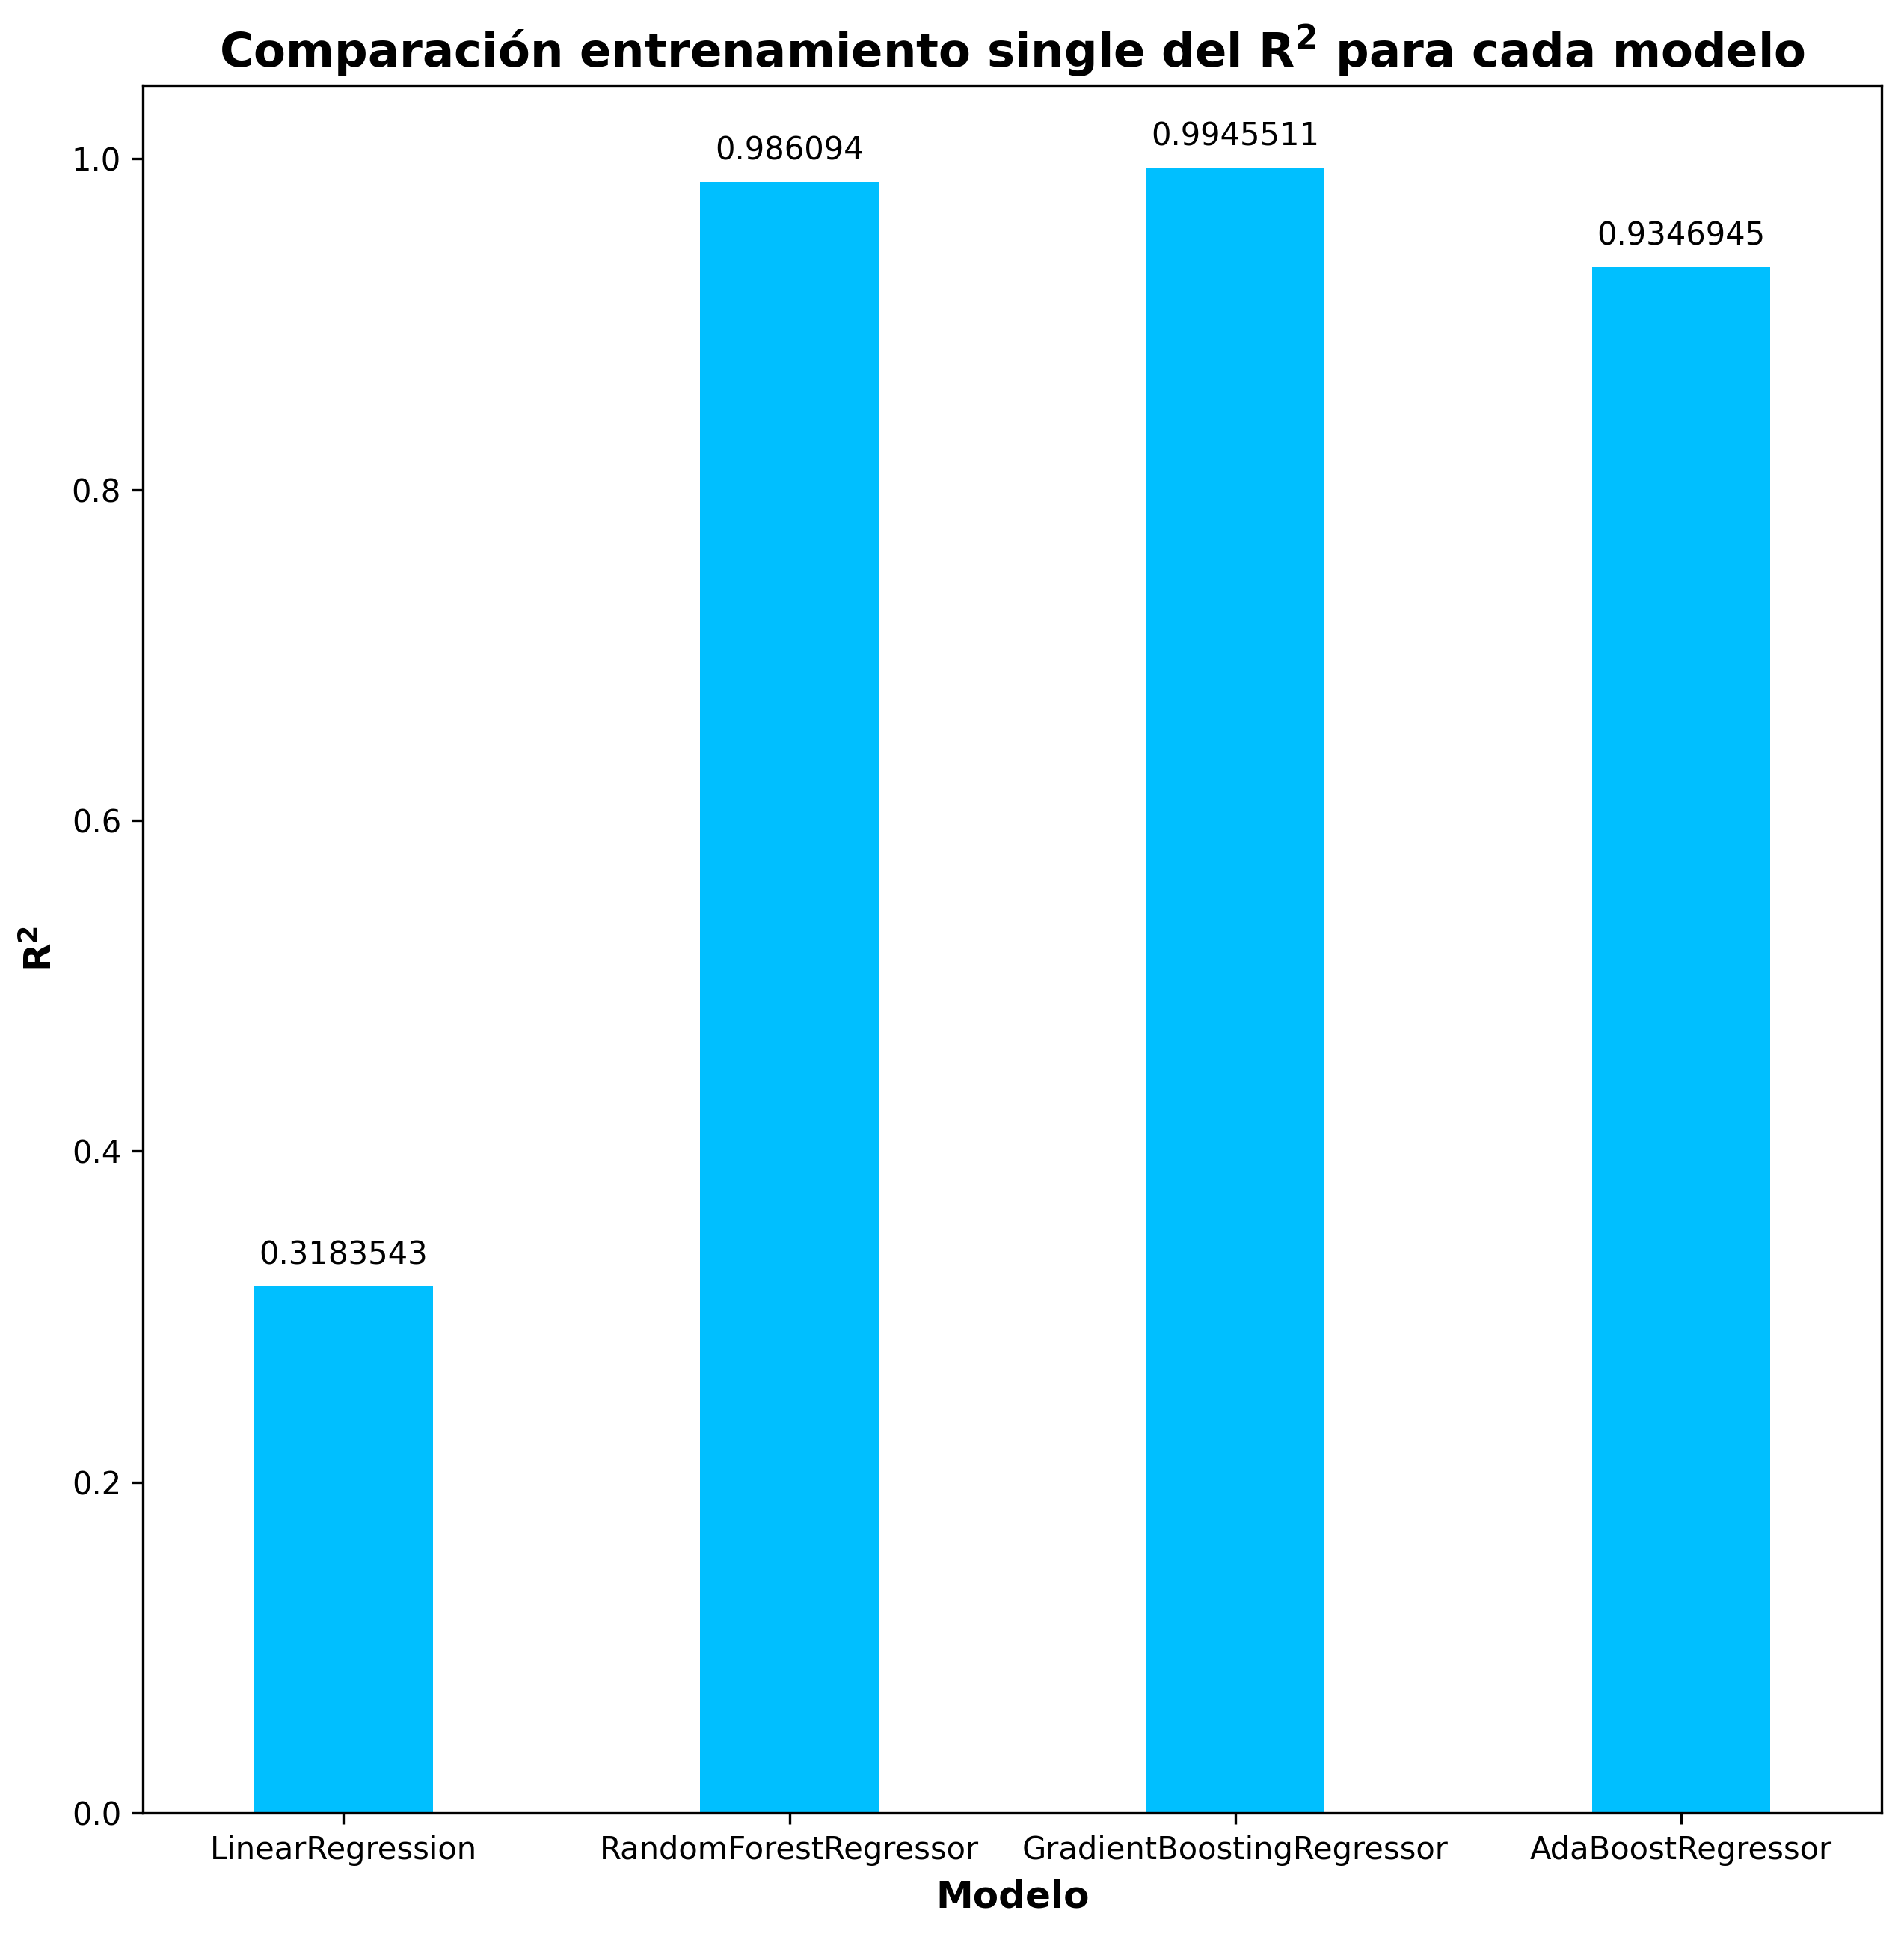 Comparación entrenamiento single del R² para cada modelo
0.986094
0.9945511
0.9346945
0.3183543
1.0
0.8
0.6
0.4
0.2
0.0
R²
LinearRegression
RandomForestRegressor
GradientBoostingRegressor
AdaBoostRegressor
Modelo